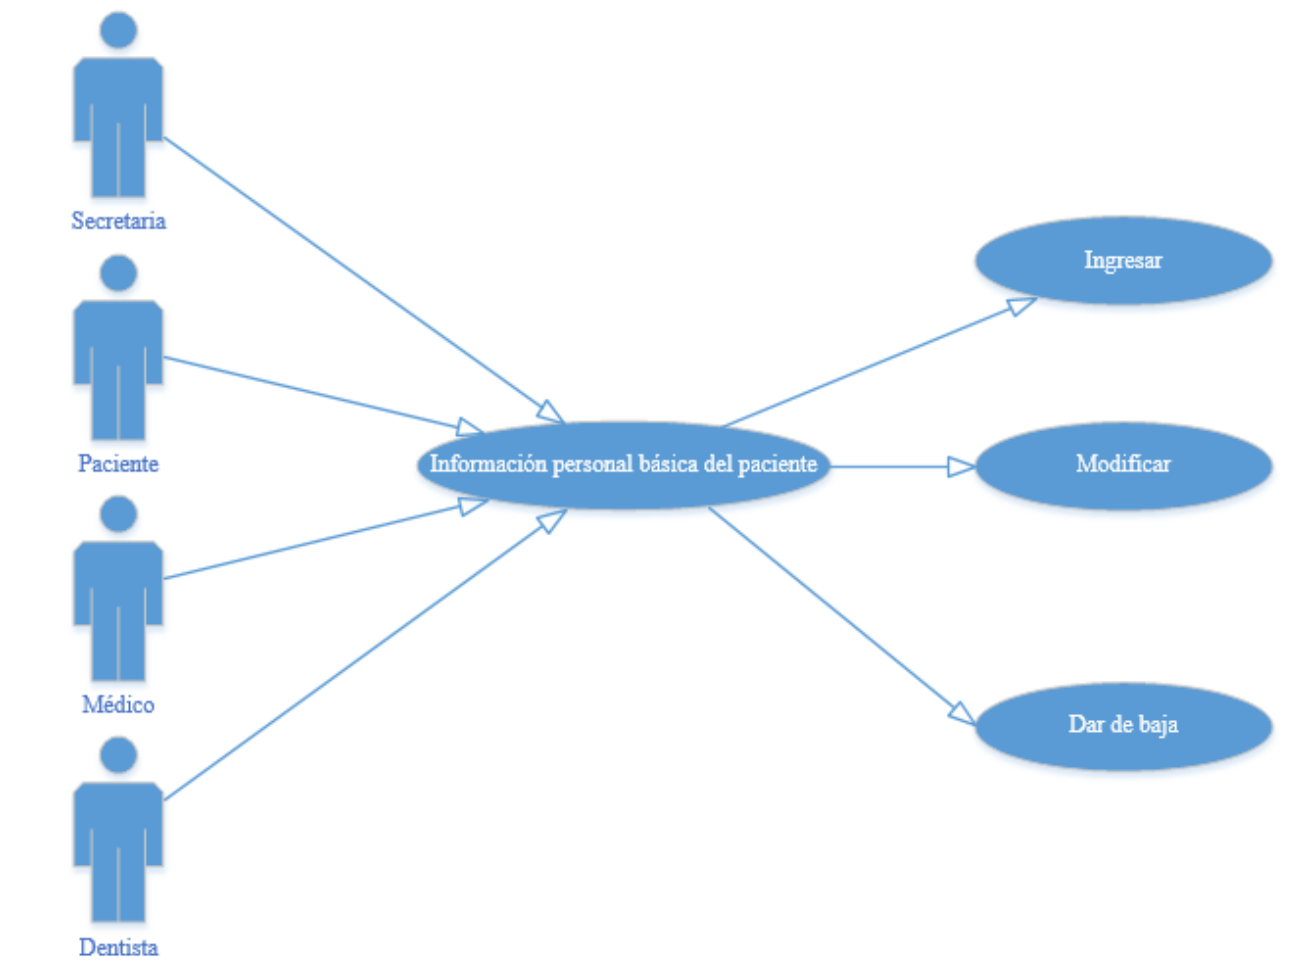 Secretaria
Paciente
Médico
Dentista
Información personal básica del paciente
Ingresar
Modificar
Dar de baja